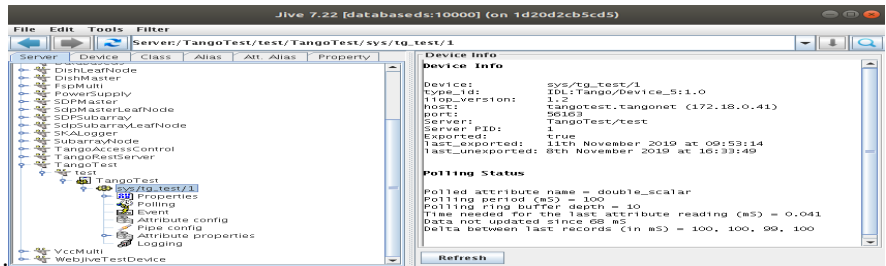 Jive 7.22 [databaseds:10000] (on 1d20d2cb5cd5)
File Edit Tools Filter
Server:/TangoTest/test/TangoTest/sys/tg_test/1
Server Device Class Alias Att. Alias Property
DishLeafNode
DishMaster
FspMulti
PowerSupply
SDPMaster
SdpMasterLeafNode
SDPSubarray
SdpSubarrayLeafNode
SKALogger
SubarrayNode
TangoAccessControl
TangoRestServer
TangoTest
test
TangoTest
sys/tg_test/1
Properties
Polling
Event
Attribute config
Pipe config
Attribute properties
Logging
VccMulti
WebjiveTestDevice
Device Info
Device Info
Device: sys/tg_test/1
type_id: IDL:Tango/Device_5:1.0
iiop_version: 1.2
host: tangotest.tangonet (172.18.0.41)
port: 56163
Server: TangoTest/test
Server PID: 1
Exported: true
last_exported: 11th November 2019 at 09:53:14
last_unexported: 8th November 2019 at 16:33:49
Polling Status
Polled attribute name = double_scalar
Polling period (mS) = 100
Polling ring buffer depth = 10
Time needed for the last attribute reading (mS) = 0.041
Data not updated since 68 mS
Delta between last records (in mS) = 100, 100, 99, 100
Refresh